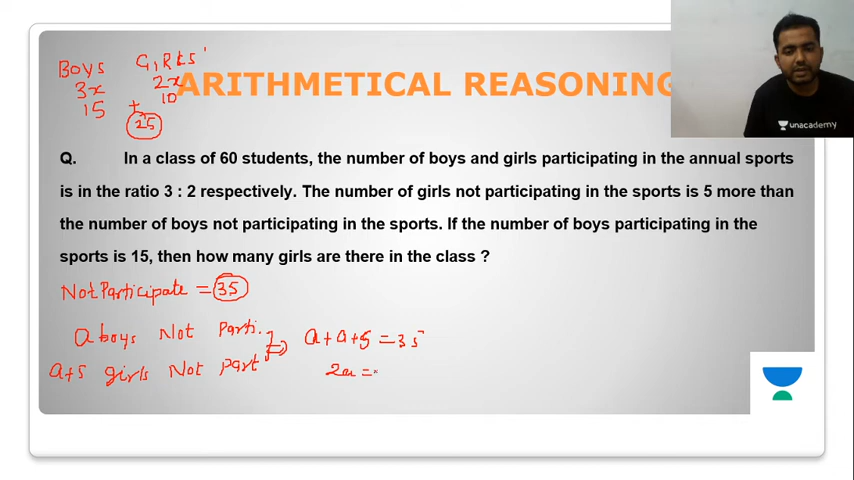 Boys GIRLS
3x 2x
15 + 10
25
ARITHMETICAL REASONING
unacademy
Q. In a class of 60 students, the number of boys and girls participating in the annual sports
is in the ratio 3 : 2 respectively. The number of girls not participating in the sports is 5 more than
the number of boys not participating in the sports. If the number of boys participating in the
sports is 15, then how many girls are there in the class ?
Not Participate = 35
a boys Not Parti.
a+5 girls Not Part
a + a + 5 = 35
2a =